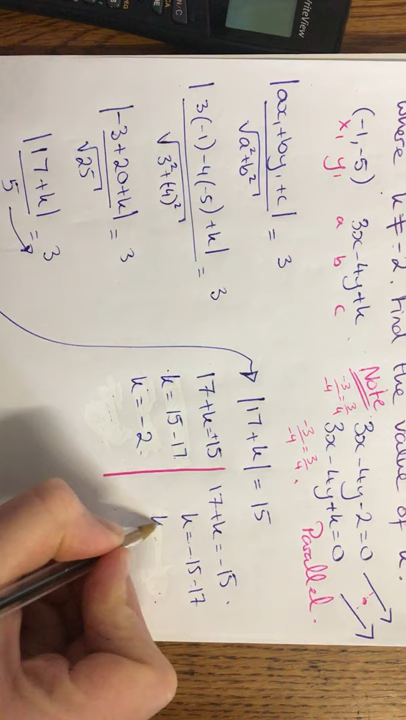 WriteView
N/C
where k ≠ -2. Find the value of k.
(-1, -5) 3x - 4y + k
x₁ y₁ a b c
|ax₁ + by₁ + c| / √(a² + b²) = 3
|3(-1) - 4(-5) + k| / √(3² + (-4)²) = 3
|-3 + 20 + k| / √25 = 3
|17 + k| / 5 = 3
Note
-3/-4 = 3/4 3x - 4y - 2 = 0
-3/-4 = 3/4 3x - 4y + k = 0
Parallel.
|17 + k| = 15
17 + k = 15
k = 15 - 17
k = -2
17 + k = -15.
k = -15 - 17
k